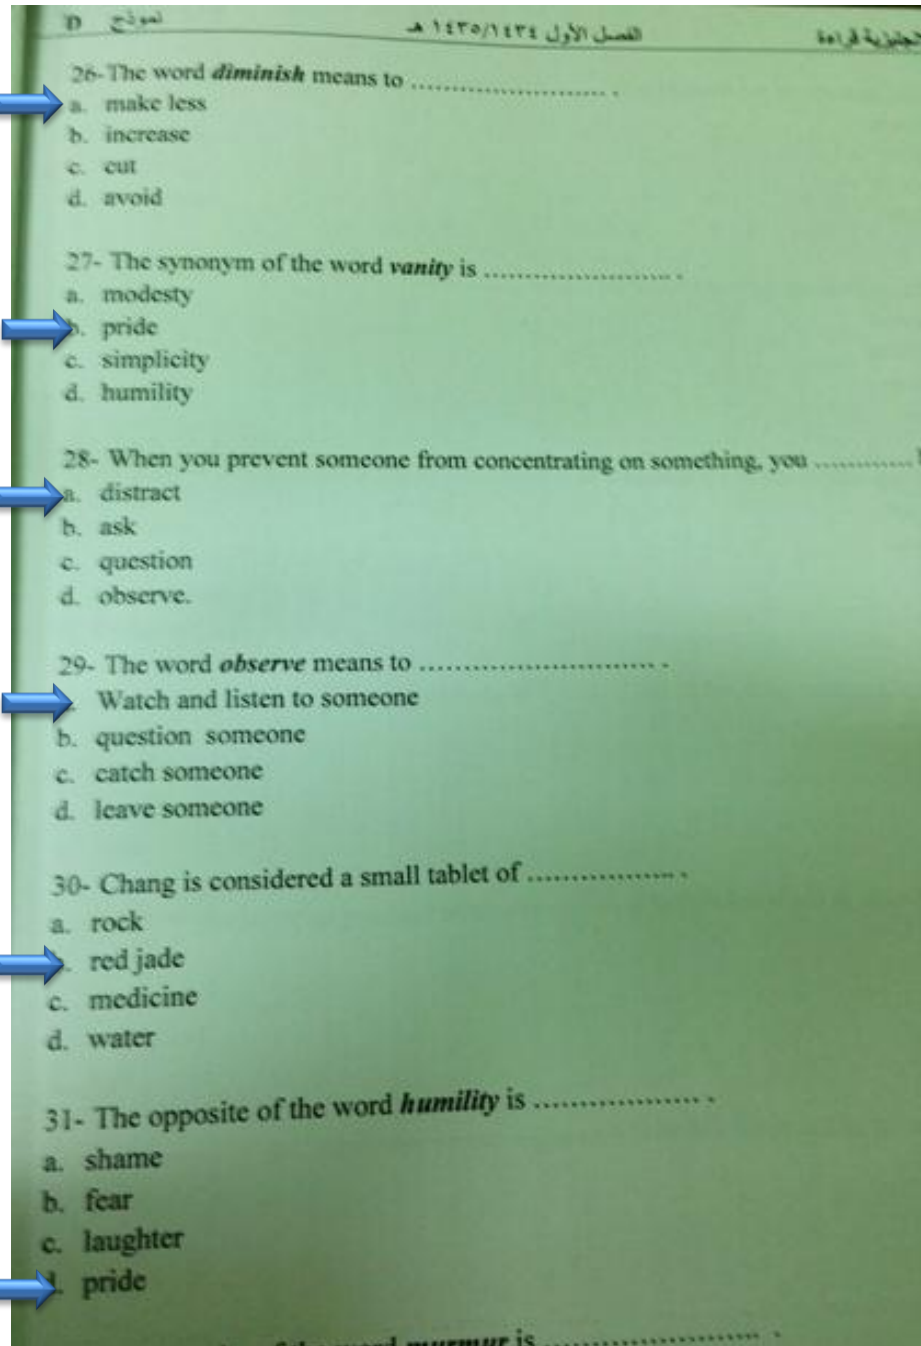 نموذج D
الفصل الأول ١٤٣٥/١٤٣٤ هـ
قراءة
26-The word diminish means to ........................ .
a. make less
b. increase
c. cut
d. avoid
27- The synonym of the word vanity is ...................... .
a. modesty
b. pride
c. simplicity
d. humility
28- When you prevent someone from concentrating on something, you ............
a. distract
b. ask
c. question
d. observe.
29- The word observe means to ........................... .
Watch and listen to someone
b. question someone
c. catch someone
d. leave someone
30- Chang is considered a small tablet of ................. .
a. rock
b. red jade
c. medicine
d. water
31- The opposite of the word humility is ................... .
a. shame
b. fear
c. laughter
d. pride
murmur is ........................ .